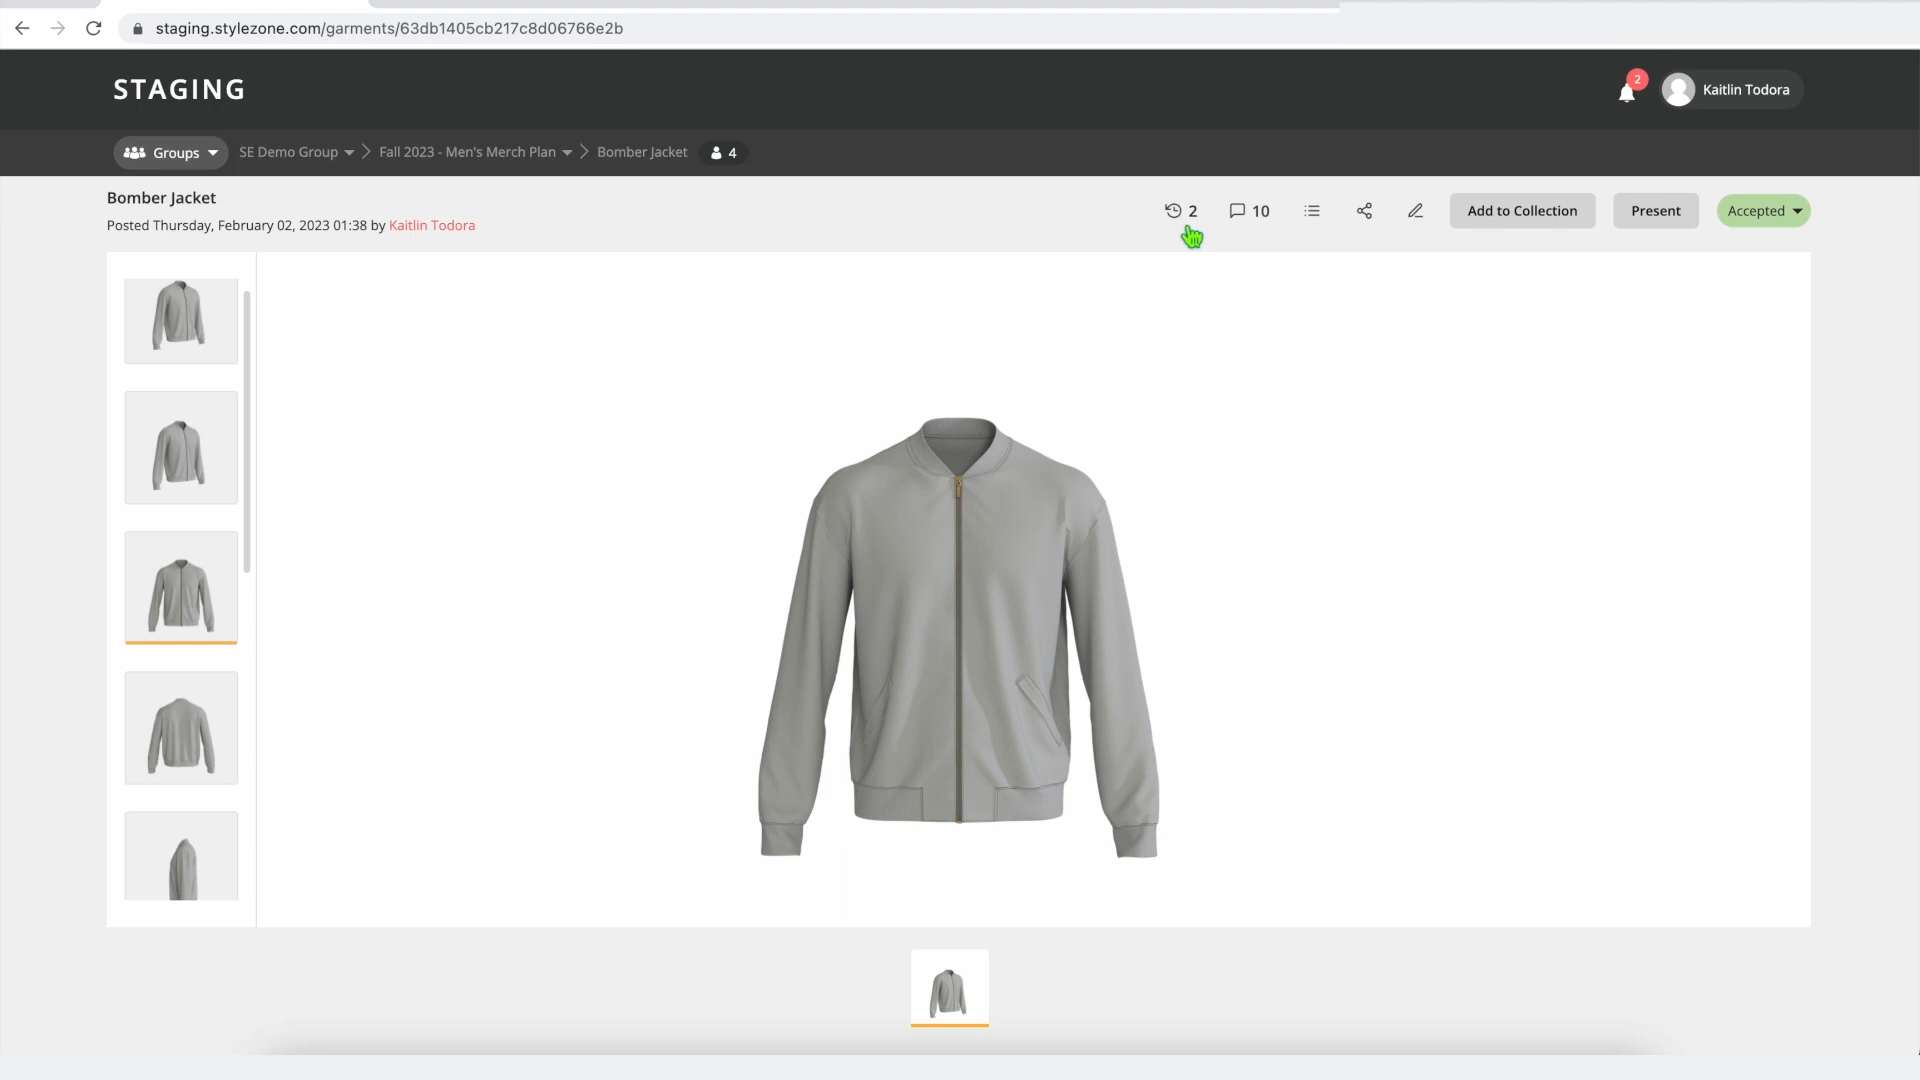 staging.stylezone.com/garments/63db1405cb217c8d06766e2b
STAGING
2
Kaitlin Todora
Groups
SE Demo Group
Fall 2023 - Men's Merch Plan
Bomber Jacket
4
Bomber Jacket
Posted Thursday, February 02, 2023 01:38 by Kaitlin Todora
2
10
Add to Collection
Present
Accepted